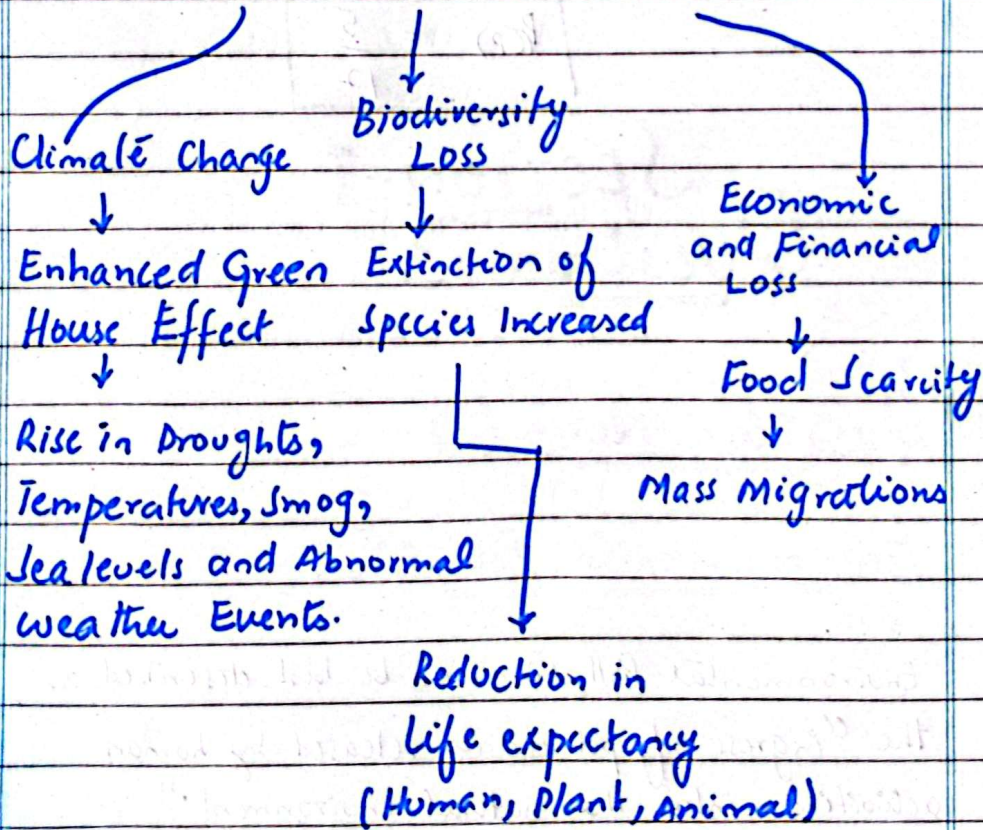 Climate Change
↓
Enhanced Green
House Effect
↓
Rise in Droughts,
Temperatures, Smog,
Sea levels and Abnormal
weather Events.
Biodiversity
Loss
↓
Extinction of
Species Increased
Reduction in
Life expectancy
(Human, Plant, Animal)
Economic
and Financial
Loss
↓
Food Scarcity
↓
Mass Migrations